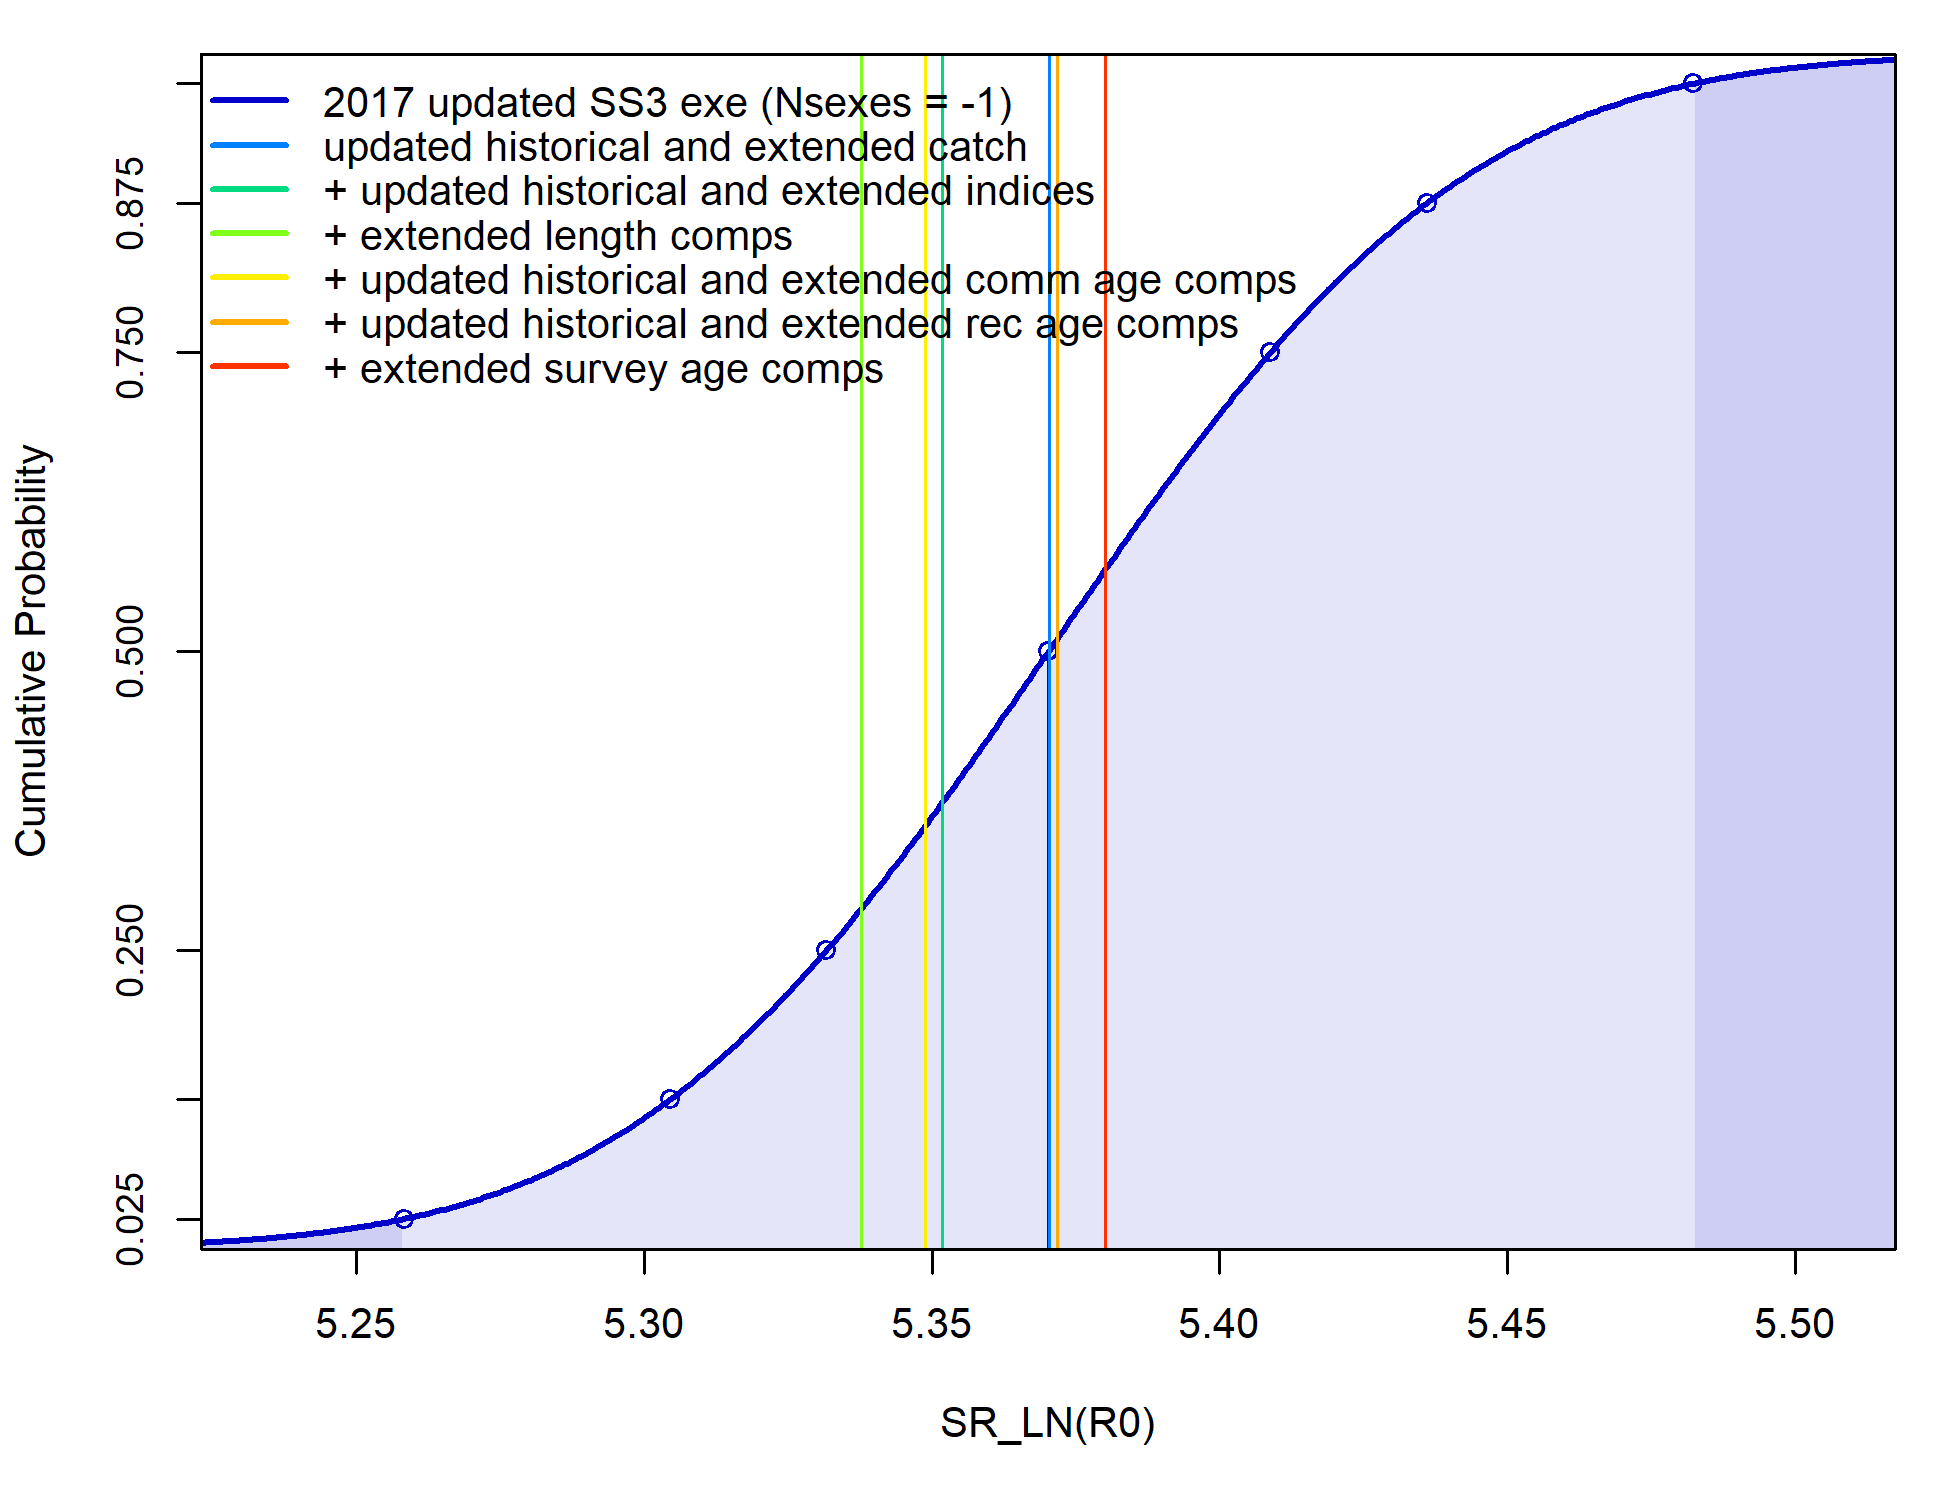 2017 updated SS3 exe (Nsexes = -1)
updated historical and extended catch
+ updated historical and extended indices
+ extended length comps
+ updated historical and extended comm age comps
+ updated historical and extended rec age comps
+ extended survey age comps
Cumulative Probability
0.875
0.750
0.500
0.250
0.025
5.25 5.30 5.35 5.40 5.45 5.50
SR_LN(R0)